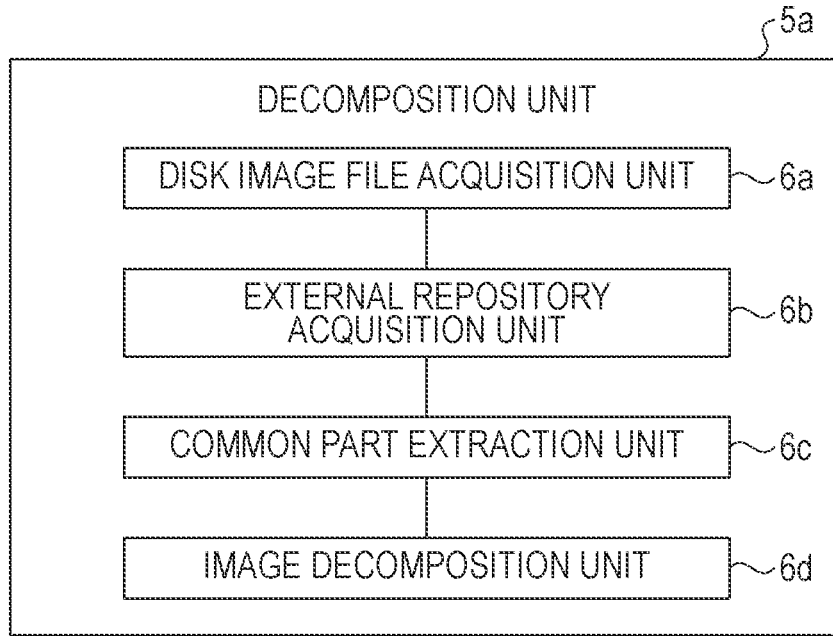 5a
DECOMPOSITION UNIT
DISK IMAGE FILE ACQUISITION UNIT
6a
EXTERNAL REPOSITORY
ACQUISITION UNIT
6b
COMMON PART EXTRACTION UNIT
6c
IMAGE DECOMPOSITION UNIT
6d